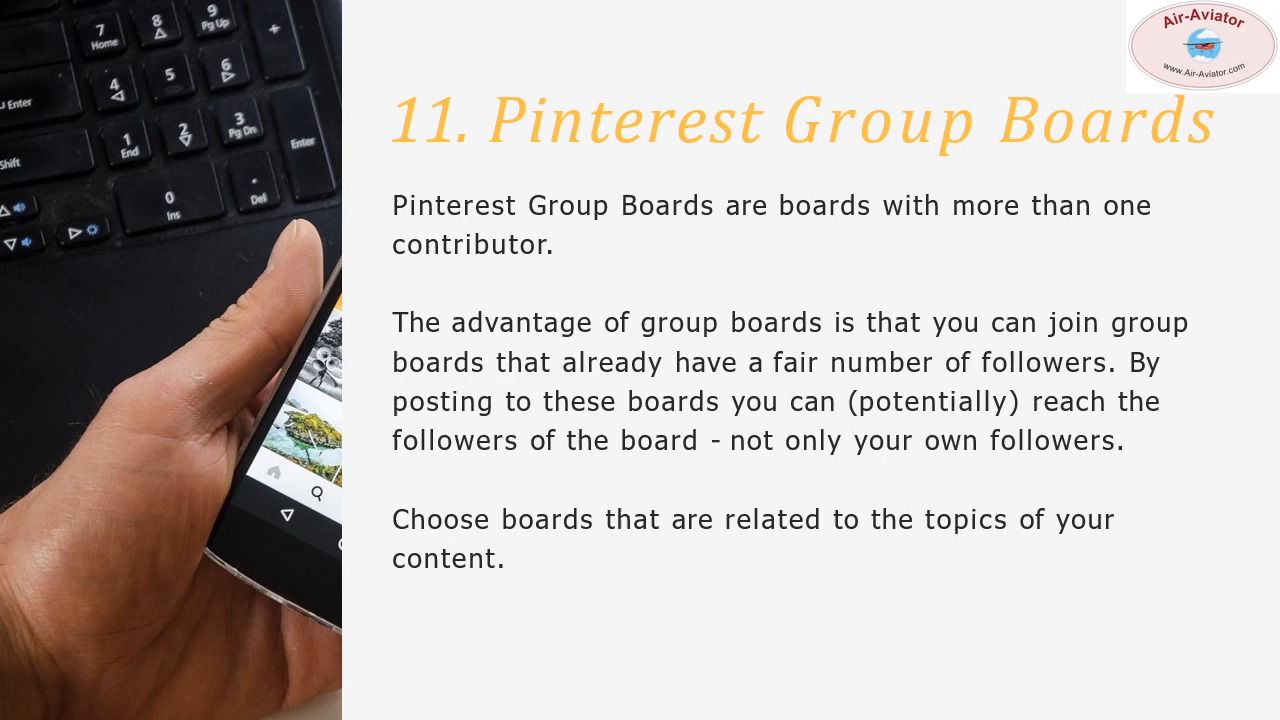 7
Home
8
9
Pg Up
+
4
5
6
u Enter
1
End
2
3
Pg Dn
Enter
Shift
0
Ins
.
Del
Air-Aviator
www.Air-Aviator.com
11. Pinterest Group Boards
Pinterest Group Boards are boards with more than one
contributor.
The advantage of group boards is that you can join group
boards that already have a fair number of followers. By
posting to these boards you can (potentially) reach the
followers of the board - not only your own followers.
Choose boards that are related to the topics of your
content.